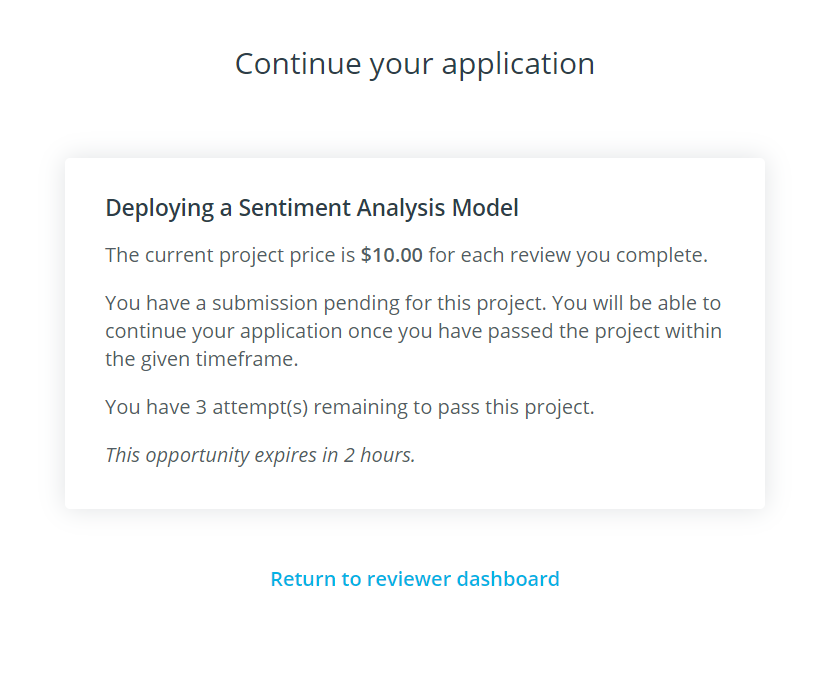 Continue your application
Deploying a Sentiment Analysis Model
The current project price is $10.00 for each review you complete.
You have a submission pending for this project. You will be able to
continue your application once you have passed the project within
the given timeframe.
You have 3 attempt(s) remaining to pass this project.
This opportunity expires in 2 hours.
Return to reviewer dashboard